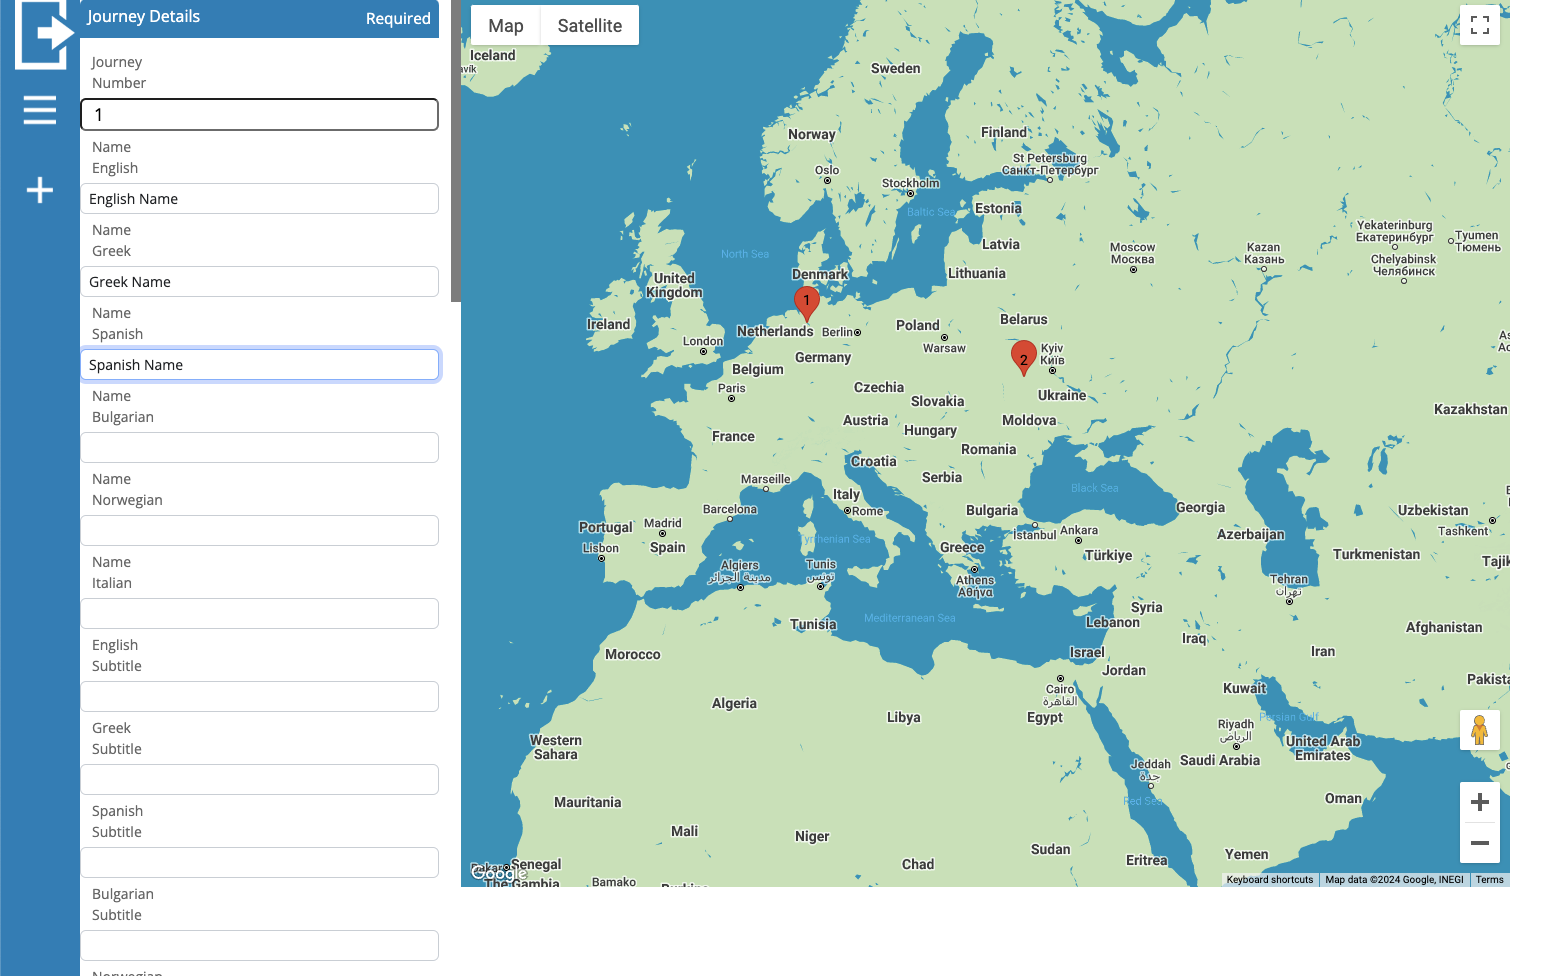 Journey Details
Required
Journey
Number
1
Name
English
English Name
Name
Greek
Greek Name
Name
Spanish
Spanish Name
Name
Bulgarian
Name
Norwegian
Name
Italian
English
Subtitle
Greek
Subtitle
Spanish
Subtitle
Bulgarian
Subtitle
Norwegian
Map
Satellite
Iceland
Sweden
Norway
Finland
Oslo
St Petersburg
Санкт-Петербург
Stockholm
Baltic Sea
Estonia
North Sea
Latvia
Moscow
Москва
Kazan
Казань
Yekaterinburg
Екатеринбург
Tyumen
Тюмень
Chelyabinsk
Челябинск
Denmark
Lithuania
United
Kingdom
1
Ireland
Netherlands
Berlin
Poland
Belarus
London
Warsaw
2
Kyiv
Київ
Germany
Belgium
Paris
Czechia
Slovakia
Ukraine
Kazakhstan
Austria
Hungary
Moldova
France
Romania
Croatia
Serbia
Marseille
Italy
Black Sea
Barcelona
Rome
Bulgaria
Georgia
Uzbekistan
Portugal
Madrid
Spain
Lisbon
Tyrrhenian Sea
Greece
İstanbul
Ankara
Türkiye
Azerbaijan
Tashkent
Turkmenistan
Algiers
مدينة الجزائر
Tunis
تونس
Athens
Αθήνα
Tehran
تهران
Syria
Lebanon
Tunisia
Mediterranean Sea
Iraq
Afghanistan
Morocco
Israel
Jordan
Iran
Cairo
القاهرة
Kuwait
Algeria
Libya
Egypt
Persian Gulf
Riyadh
الرياض
Western
Sahara
United Arab
Emirates
Saudi Arabia
Jeddah
جدة
Mauritania
Red Sea
Oman
Mali
Niger
Sudan
Chad
Eritrea
Yemen
Dakar
Senegal
Google
The Gambia
Bamako
Keyboard shortcuts
Map data ©2024 Google, INEGI
Terms